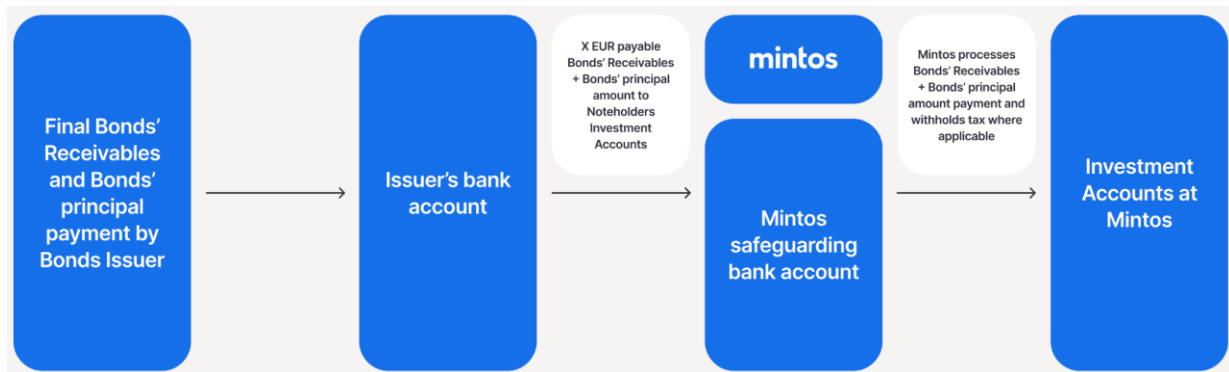 Final Bonds'
Receivables
and Bonds'
principal
payment by
Bonds Issuer
Issuer's bank
account
X EUR payable
Bonds' Receivables
+ Bonds' principal
amount to
Noteholders
Investment
Accounts
mintos
Mintos
safeguarding
bank account
Mintos processes
Bonds' Receivables
+ Bonds' principal
amount payment and
withholds tax where
applicable
Investment
Accounts at
Mintos